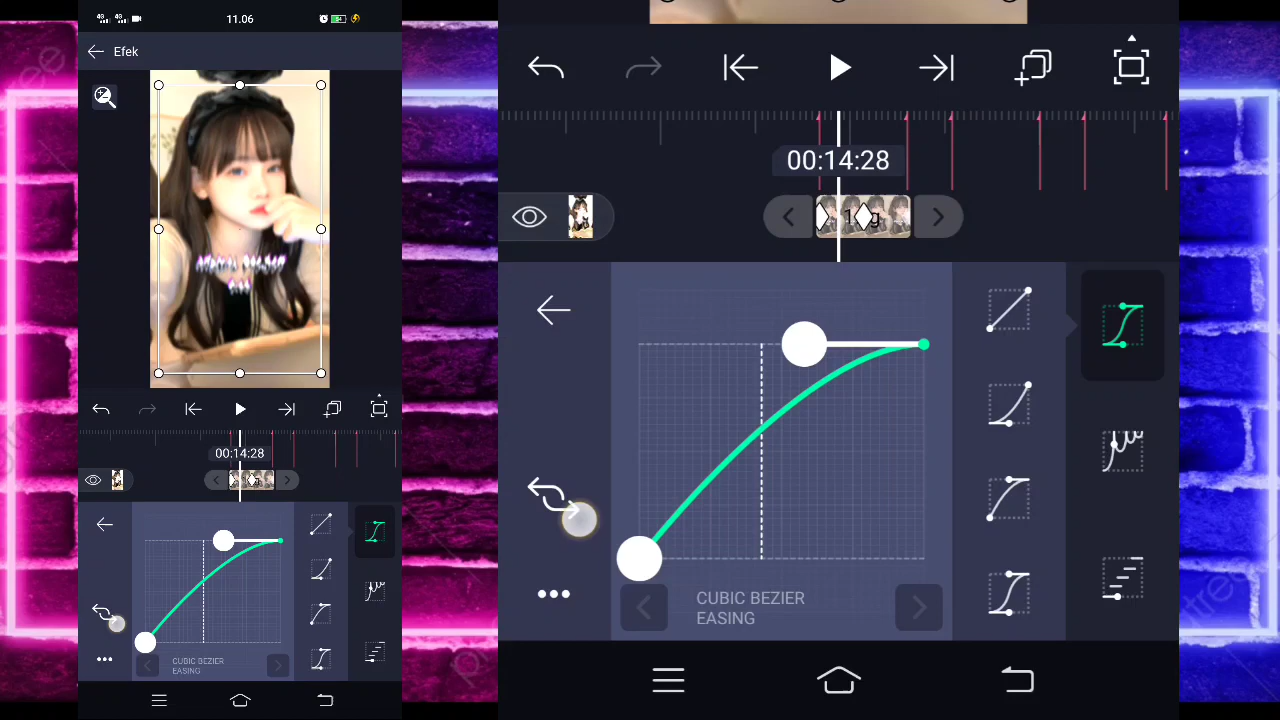 11.06
Efek
00:14:28
CUBIC BEZIER
EASING
00:14:28
CUBIC BEZIER
EASING